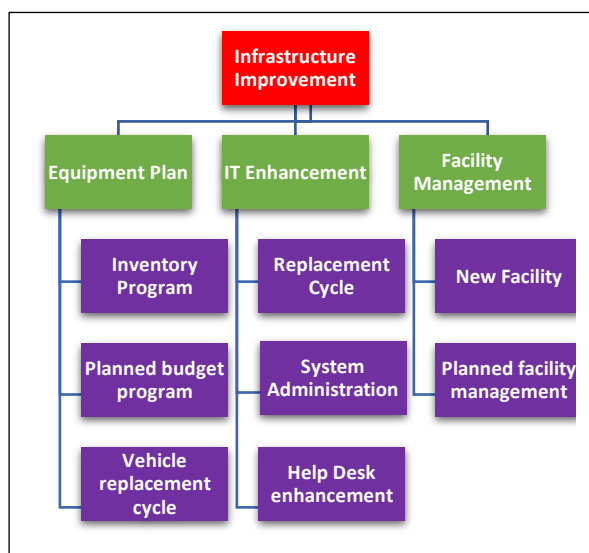 Infrastructure
Improvement
Equipment Plan
IT Enhancement
Facility
Management
Inventory
Program
Replacement
Cycle
New Facility
Planned budget
program
System
Administration
Planned facility
management
Vehicle
replacement
cycle
Help Desk
enhancement